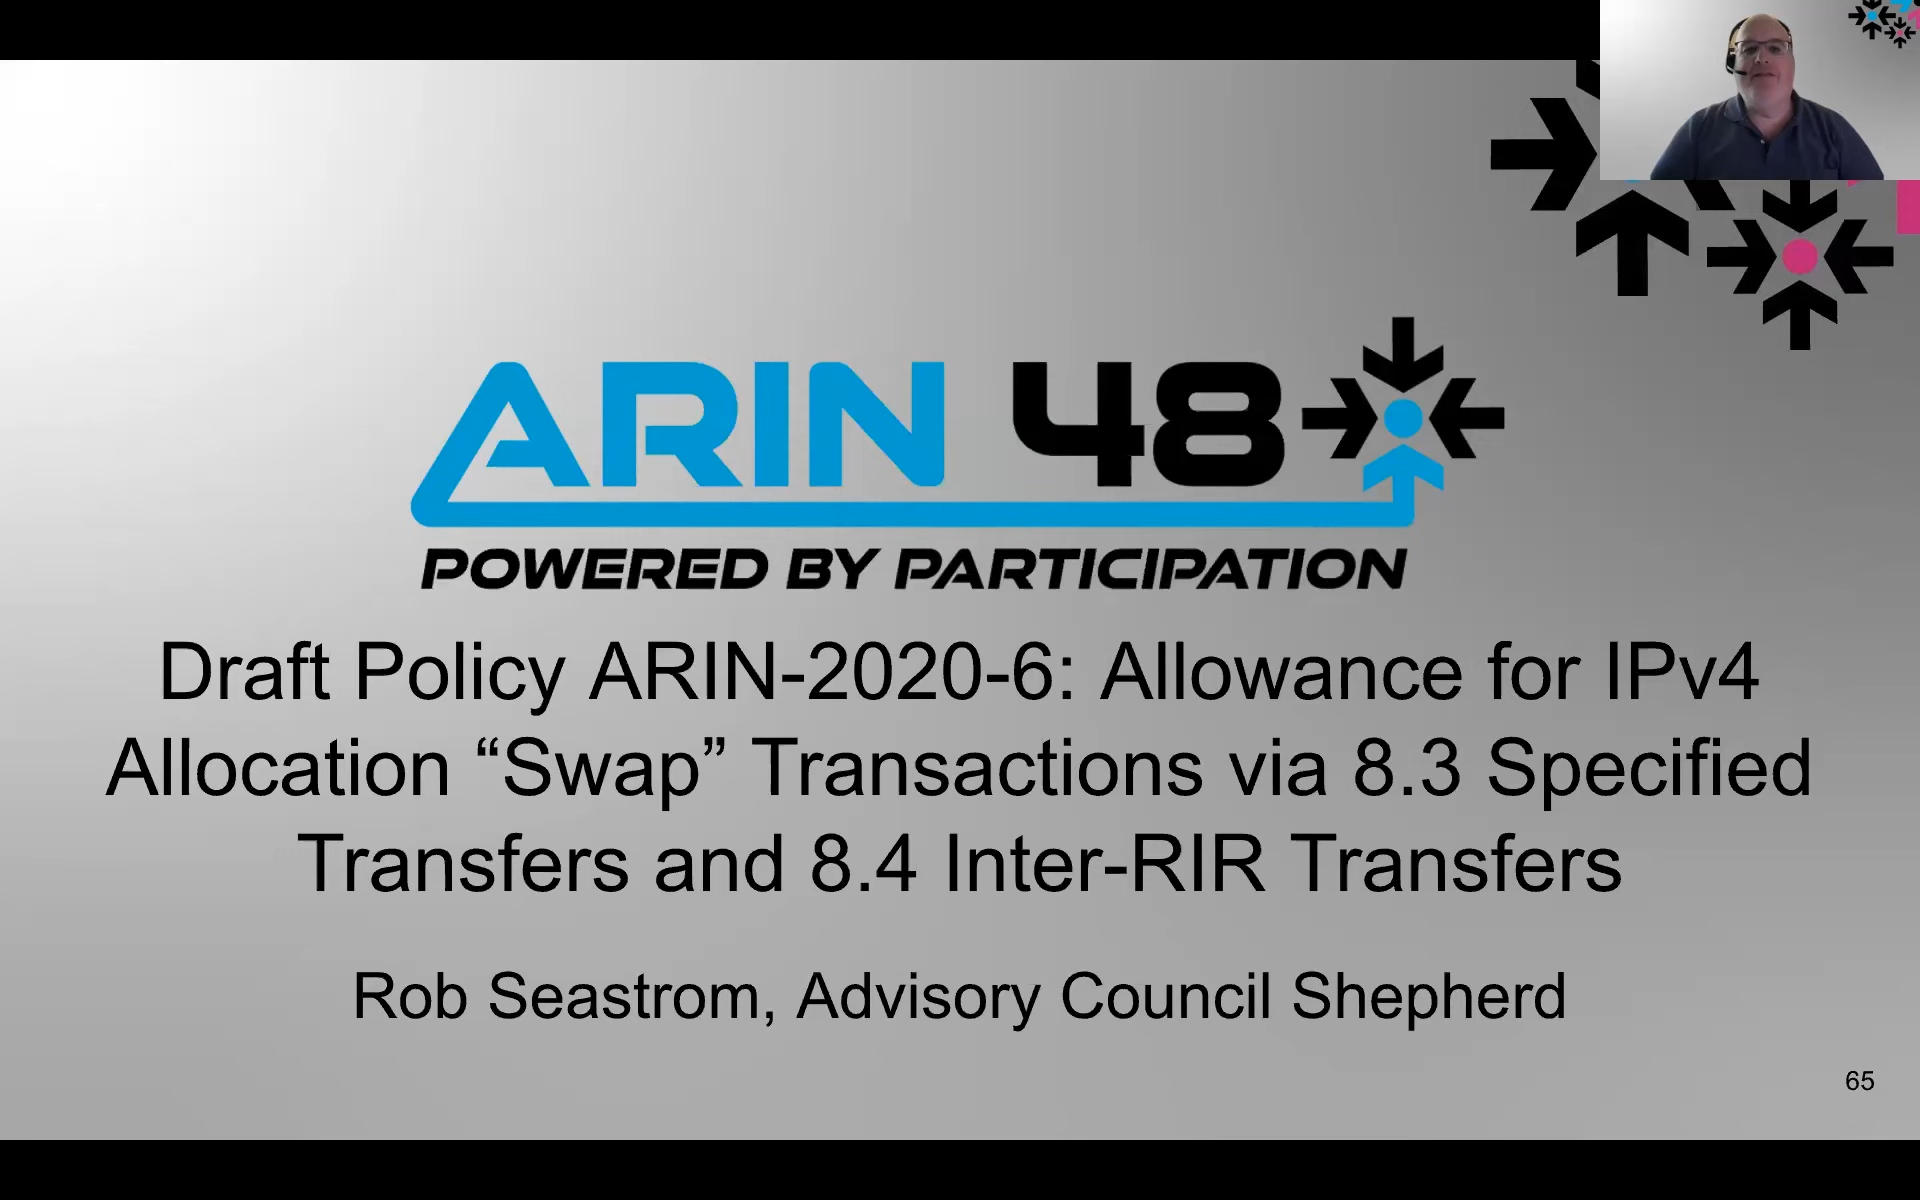 ARIN 48
POWERED BY PARTICIPATION
Draft Policy ARIN-2020-6: Allowance for IPv4
Allocation “Swap” Transactions via 8.3 Specified
Transfers and 8.4 Inter-RIR Transfers
Rob Seastrom, Advisory Council Shepherd
65